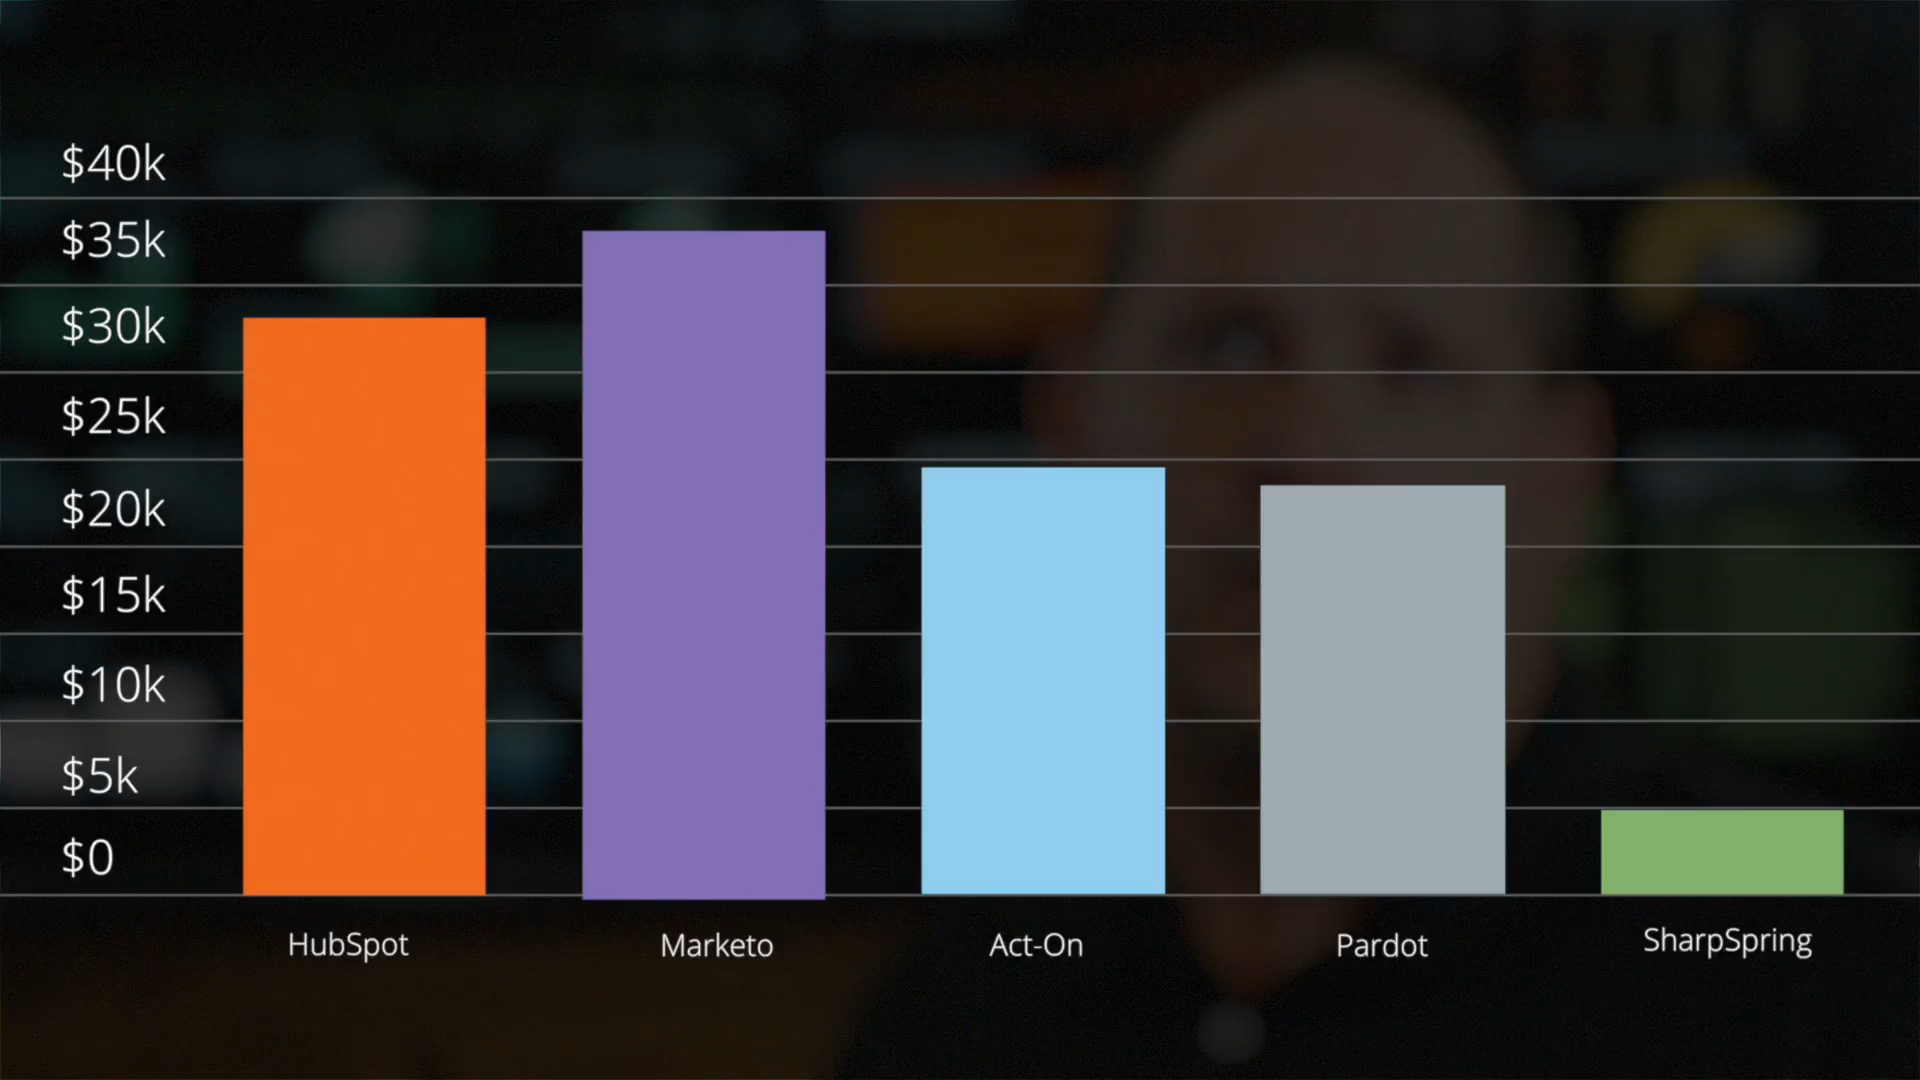 $40k
$35k
$30k
$25k
$20k
$15k
$10k
$5k
$0
HubSpot
Marketo
Act-On
Pardot
SharpSpring